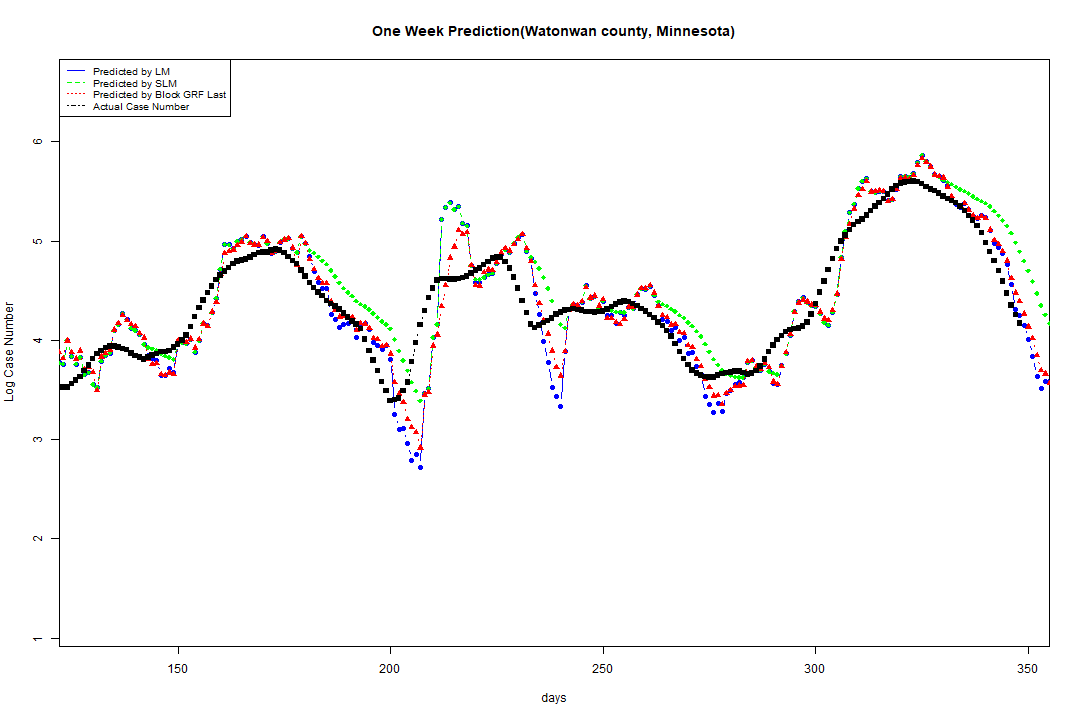 One Week Prediction(Watonwan county, Minnesota)
Predicted by LM
Predicted by SLM
Predicted by Block GRF Last
Actual Case Number
Log Case Number
6
5
4
3
2
1
150
200
250
300
350
days